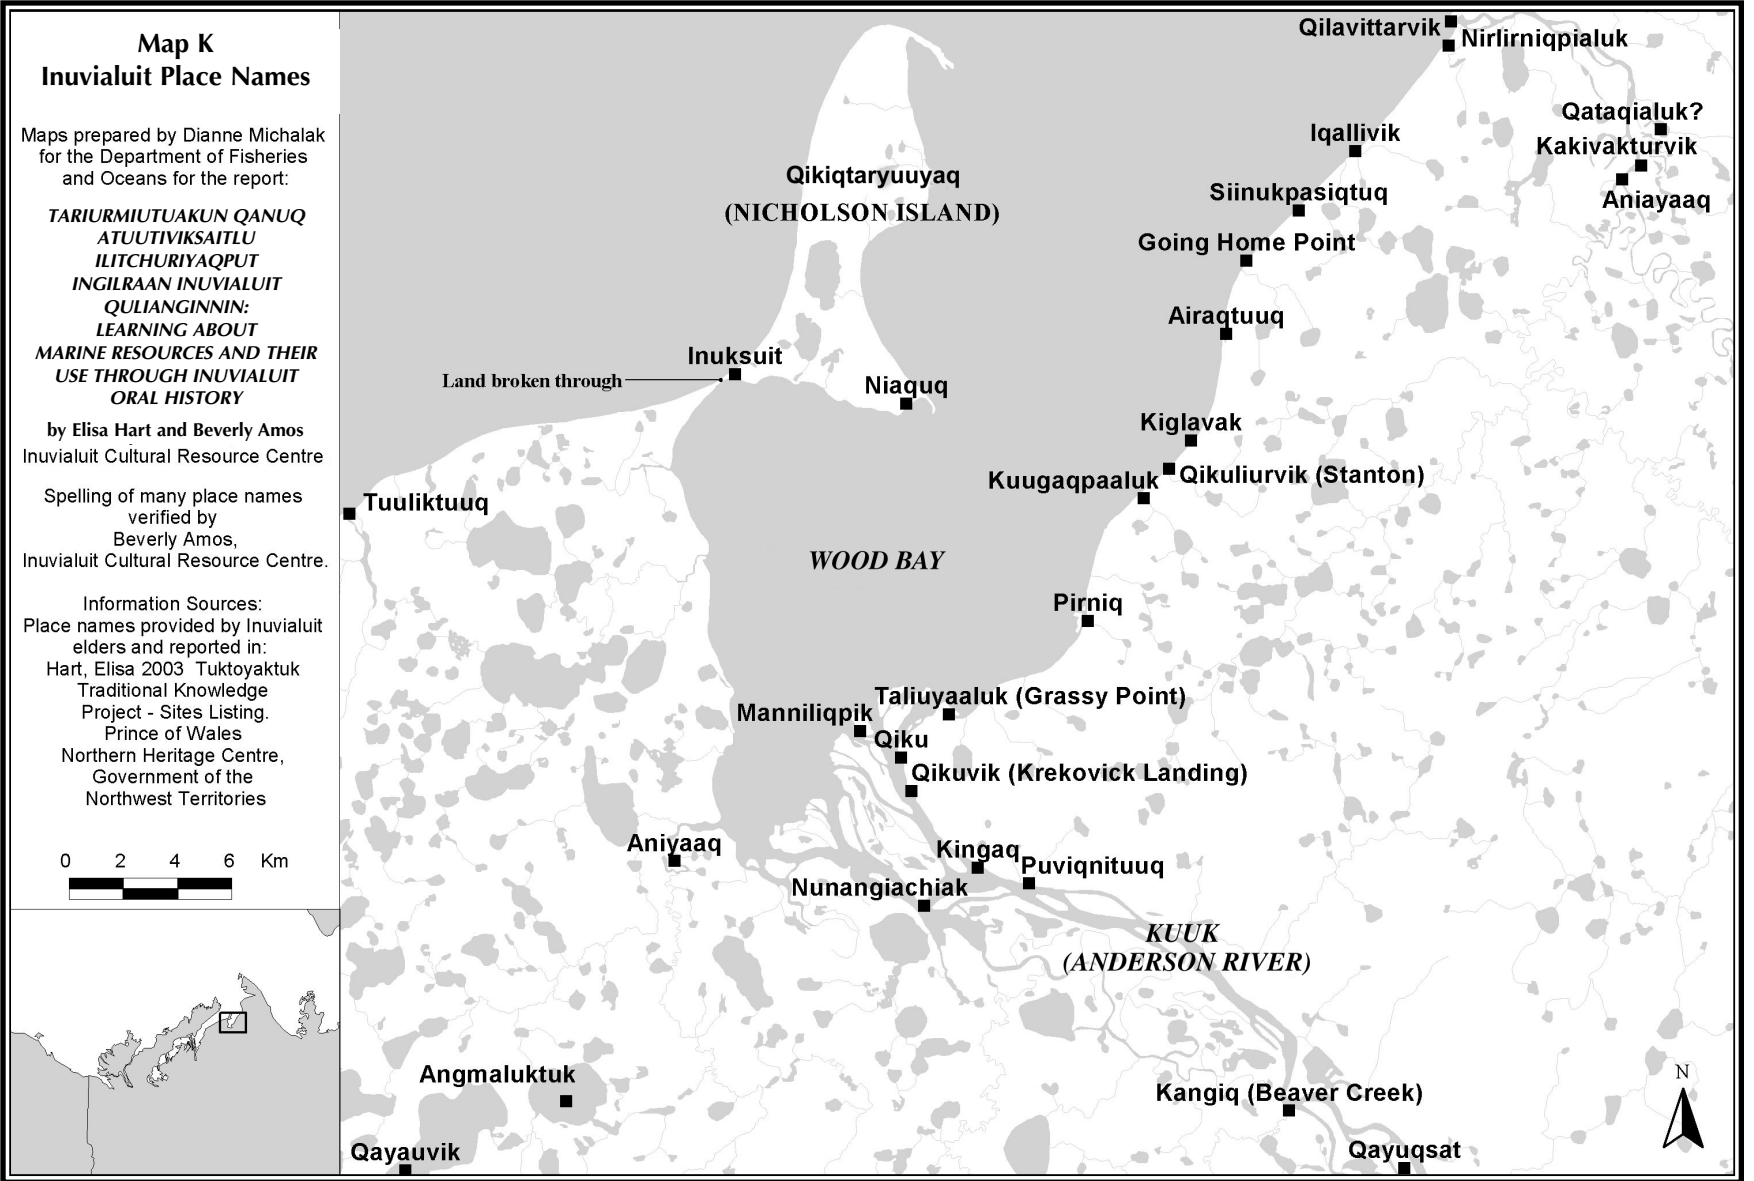 Map K
Inuvialuit Place Names
Maps prepared by Dianne Michalak
for the Department of Fisheries
and Oceans for the report:
TARIURMIUTUAKUN QANUQ
ATUUTIVIKSAITLU
ILITCHURIYAQPUT
INGILRAAN INUVIALUIT
QULIANGINNIN:
LEARNING ABOUT
MARINE RESOURCES AND THEIR
USE THROUGH INUVIALUIT
ORAL HISTORY
by Elisa Hart and Beverly Amos
Inuvialuit Cultural Resource Centre
Spelling of many place names
verified by
Beverly Amos,
Inuvialuit Cultural Resource Centre.
Information Sources:
Place names provided by Inuvialuit
elders and reported in:
Hart, Elisa 2003 Tuktoyaktuk
Traditional Knowledge
Project - Sites Listing.
Prince of Wales
Northern Heritage Centre,
Government of the
Northwest Territories
0 2 4 6 Km
Qilavittarvik
Nirlirniqpialuk
Qataqialuk?
Iqallivik
Kakivakturvik
Qikiqtaryuuyaq
(NICHOLSON ISLAND)
Siinukpasiqtuq
Aniayaaq
Going Home Point
Airaqtuuq
Inuksuit
Land broken through
Niaquq
Kiglavak
Qikuliurvik (Stanton)
Kuugaqpaaluk
Tuuliktuuq
WOOD BAY
Pirniq
Taliuyaaluk (Grassy Point)
Manniliqpik
Qiku
Qikuvik (Krekovick Landing)
Aniyaaq
Kingaq
Puviqnituuq
Nunangiachiak
KUUK
(ANDERSON RIVER)
Angmaluktuk
Kangiq (Beaver Creek)
Qayauvik
Qayuqsat
N